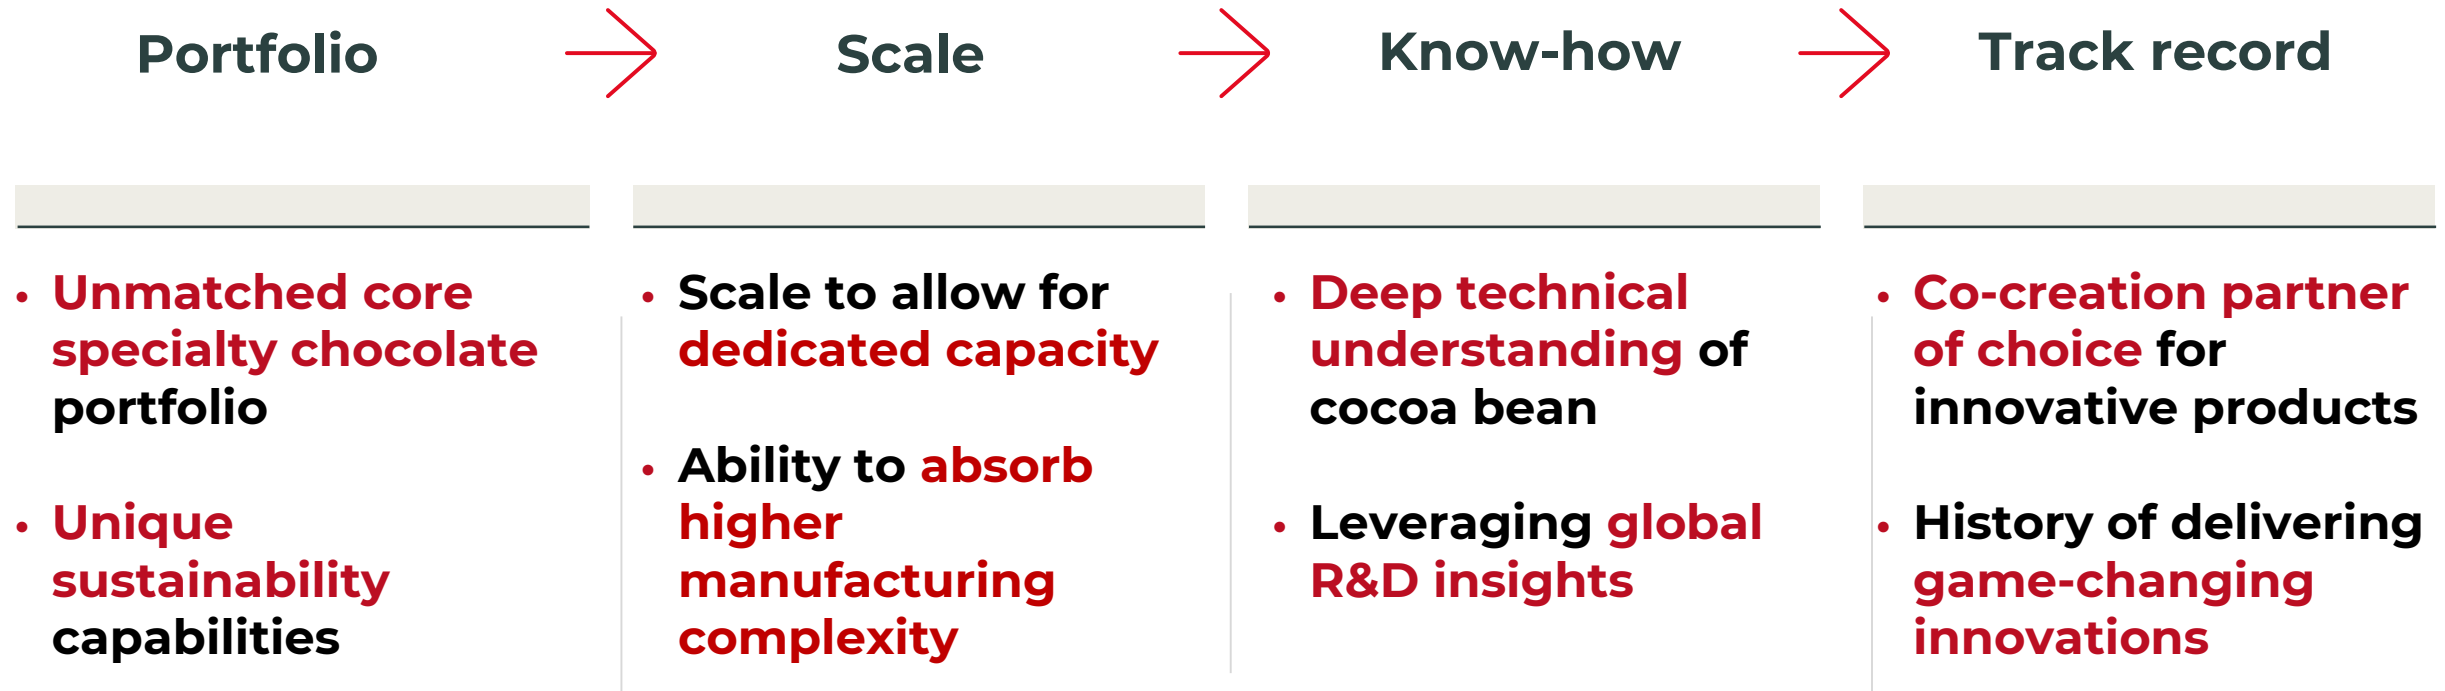 Portfolio
Scale
Know-how
Track record
• Unmatched core
specialty chocolate
portfolio
• Unique
sustainability
capabilities
• Scale to allow for
dedicated capacity
• Ability to absorb
higher
manufacturing
complexity
• Deep technical
understanding of
cocoa bean
• Leveraging global
R&D insights
• Co-creation partner
of choice for
innovative products
• History of delivering
game-changing
innovations